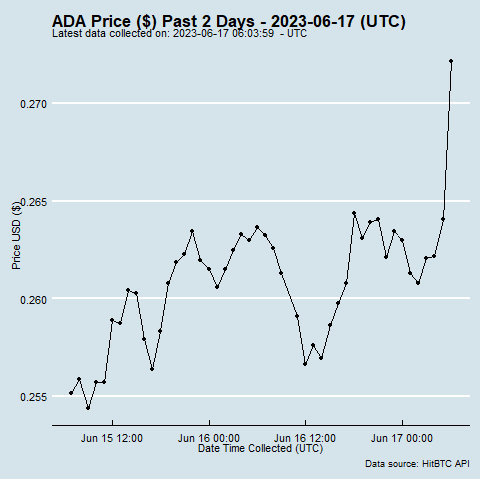 ADA Price ($) Past 2 Days - 2023-06-17 (UTC)
Latest data collected on: 2023-06-17 06:03:59 - UTC
0.270
0.265
0.260
0.255
Price USD ($)
Jun 15 12:00 Jun 16 00:00 Jun 16 12:00 Jun 17 00:00
Date Time Collected (UTC)
Data source: HitBTC API